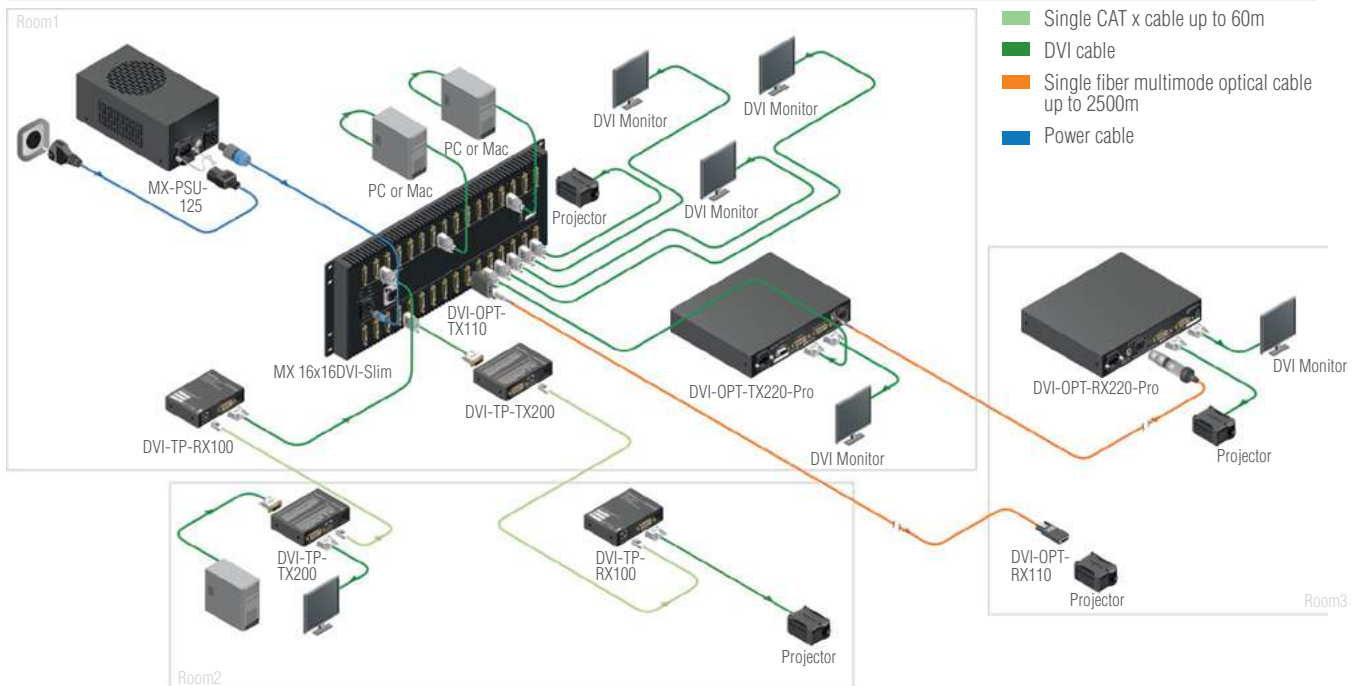 Room1
Single CAT x cable up to 60m
DVI cable
Single fiber multimode optical cable
up to 2500m
Power cable
MX-PSU-
125
PC or Mac
PC or Mac
DVI Monitor
DVI Monitor
DVI Monitor
Projector
DVI-OPT-
TX110
MX 16x16DVI-Slim
DVI-TP-RX100
DVI-TP-TX200
DVI-OPT-TX220-Pro
DVI Monitor
DVI-OPT-RX220-Pro
DVI Monitor
Projector
DVI-TP-
TX200
DVI-TP-
RX100
Projector
Room2
DVI-OPT-
RX110
Projector
Room3